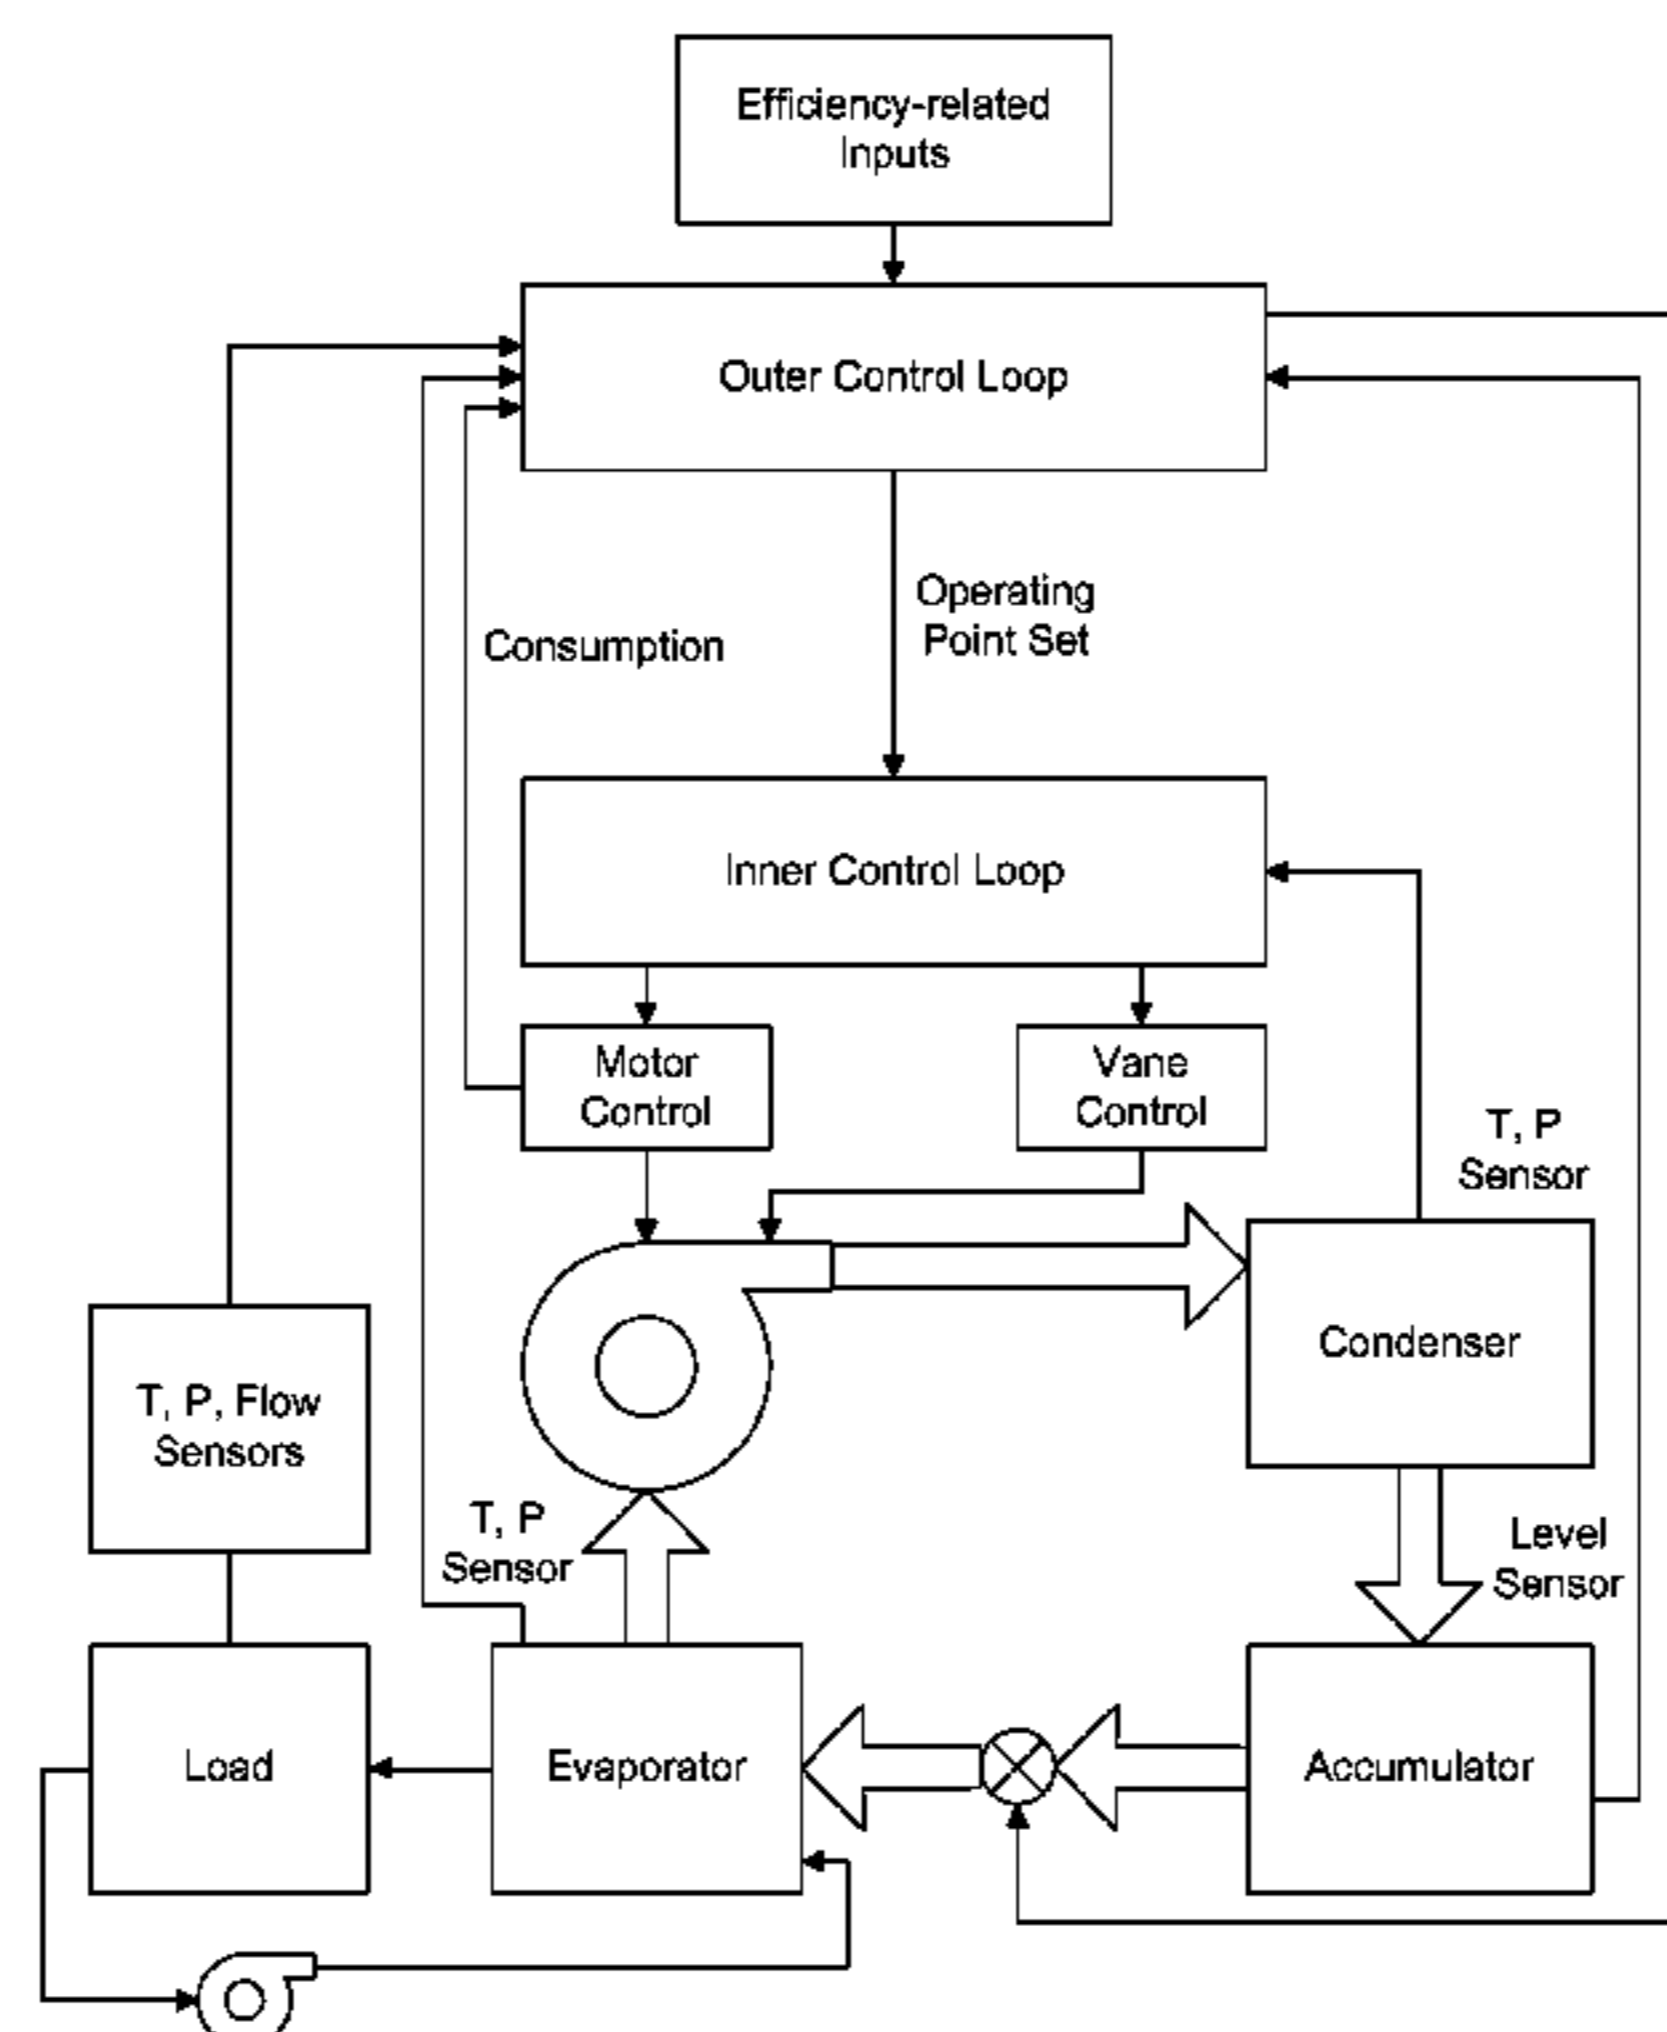 Efficiency-related
Inputs
Outer Control Loop
Operating
Point Set
Consumption
Inner Control Loop
Motor
Control
Vane
Control
T, P
Sensor
Condenser
T, P, Flow
Sensors
T, P
Sensor
Level
Sensor
Load
Evaporator
Accumulator